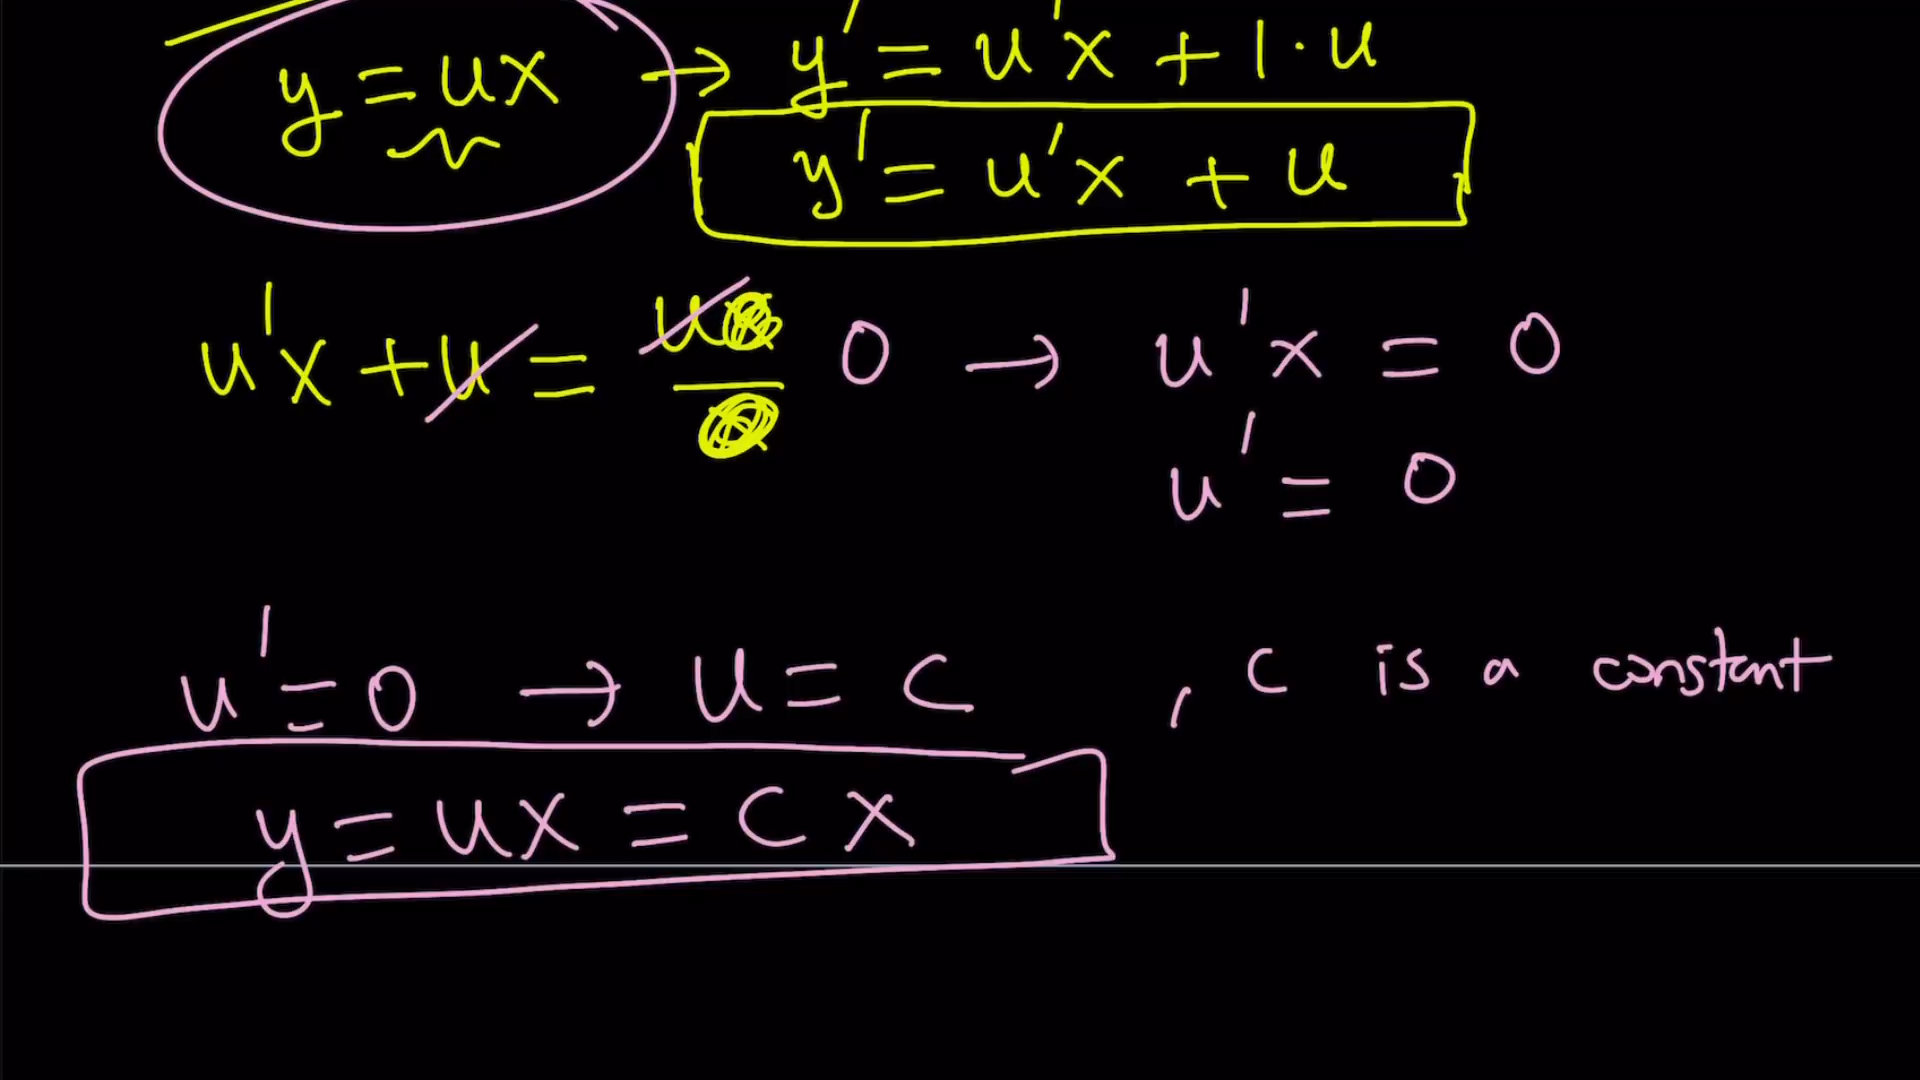 y = ux → y' = u'x + 1·u
y' = u'x + u
u'x + u = u 0 → u'x = 0
u' = 0
u' = 0 → u = c , c is a constant
y = ux = cx